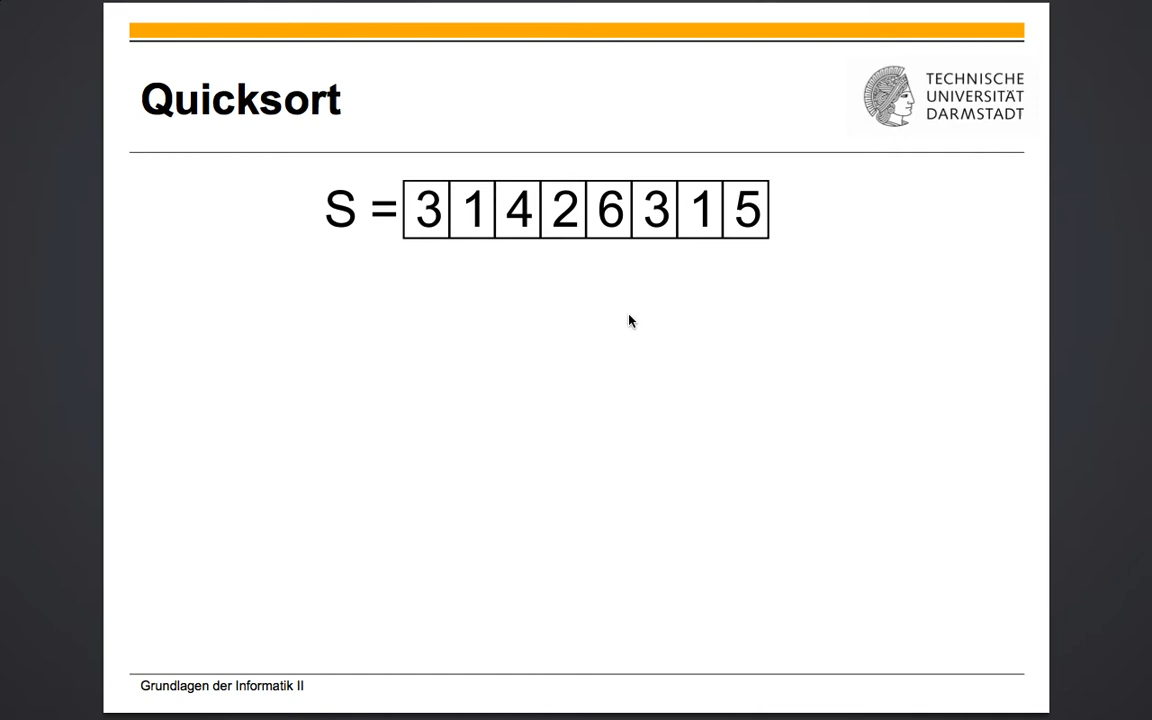 Quicksort
TECHNISCHE
UNIVERSITÄT
DARMSTADT
S = 3 1 4 2 6 3 1 5
Grundlagen der Informatik II